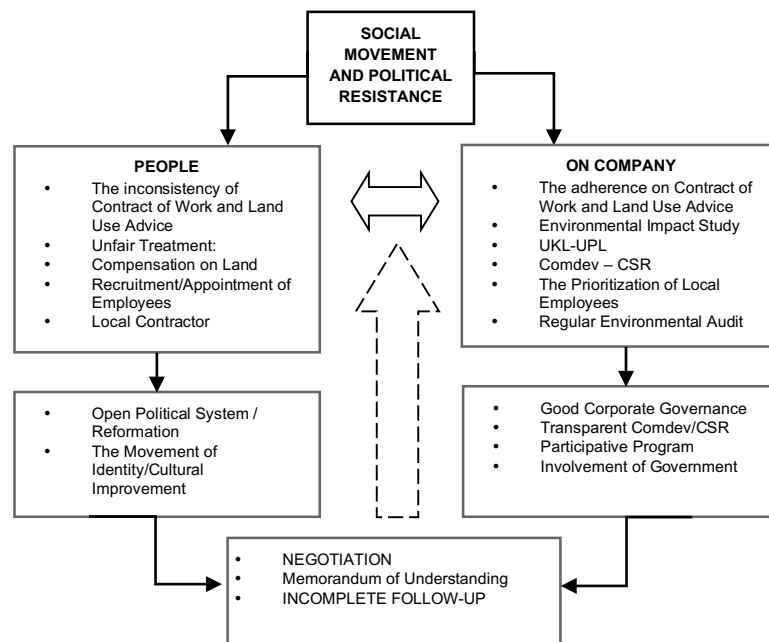 SOCIAL
MOVEMENT
AND POLITICAL
RESISTANCE
PEOPLE
• The inconsistency of
Contract of Work and Land
Use Advice
• Unfair Treatment:
• Compensation on Land
• Recruitment/Appointment of
Employees
• Local Contractor
ON COMPANY
• The adherence on Contract of
Work and Land Use Advice
• Environmental Impact Study
• UKL-UPL
• Comdev – CSR
• The Prioritization of Local
Employees
• Regular Environmental Audit
• Open Political System /
Reformation
• The Movement of
Identity/Cultural
Improvement
• Good Corporate Governance
• Transparent Comdev/CSR
• Participative Program
• Involvement of Government
• NEGOTIATION
• Memorandum of Understanding
• INCOMPLETE FOLLOW-UP